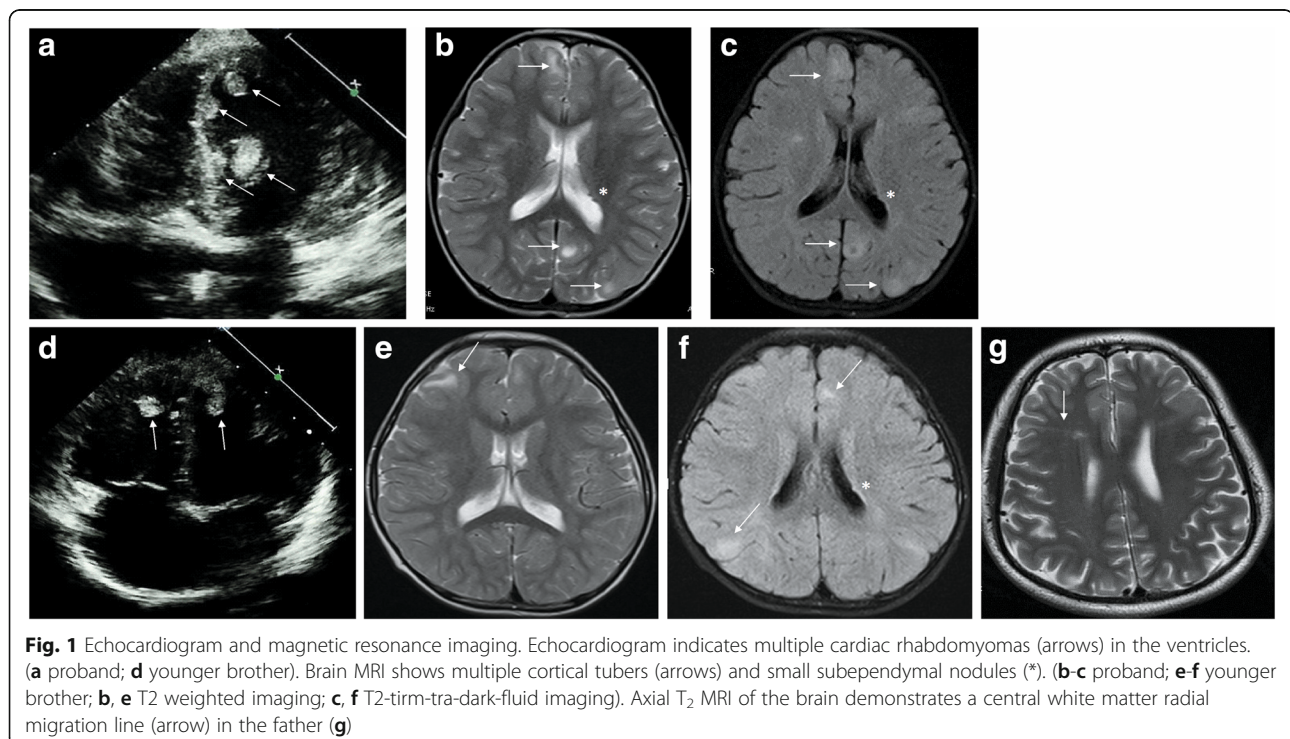 a
b
c
SE
Hz
R
d
e
f
g
Fig. 1 Echocardiogram and magnetic resonance imaging. Echocardiogram indicates multiple cardiac rhabdomyomas (arrows) in the ventricles.
(a proband; d younger brother). Brain MRI shows multiple cortical tubers (arrows) and small subependymal nodules (*). (b-c proband; e-f younger
brother; b, e T2 weighted imaging; c, f T2-tirm-tra-dark-fluid imaging). Axial T₂ MRI of the brain demonstrates a central white matter radial
migration line (arrow) in the father (g)